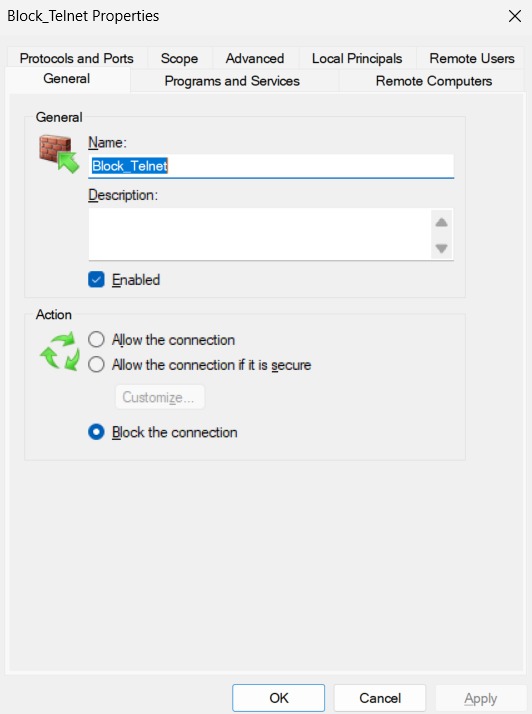 Block_Telnet Properties
Protocols and Ports Scope Advanced Local Principals Remote Users
General Programs and Services Remote Computers
General
Name:
Block_Telnet
Description:
Enabled
Action
Allow the connection
Allow the connection if it is secure
Customize...
Block the connection
OK Cancel Apply